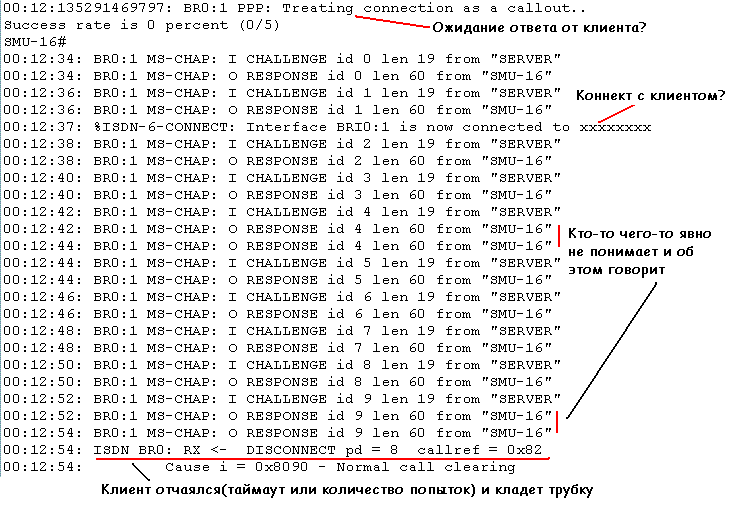 00:12:135291469797: BR0:1 PPP: Treating connection as a callout..
Success rate is 0 percent (0/5)
Ожидание ответа от клиента?
SMU-16#
00:12:34: BR0:1 MS-CHAP: I CHALLENGE id 0 len 19 from "SERVER"
00:12:34: BR0:1 MS-CHAP: O RESPONSE id 0 len 60 from "SMU-16"
00:12:36: BR0:1 MS-CHAP: I CHALLENGE id 1 len 19 from "SERVER"
Коннект с клиентом?
00:12:36: BR0:1 MS-CHAP: O RESPONSE id 1 len 60 from "SMU-16"
00:12:37: %ISDN-6-CONNECT: Interface BRI0:1 is now connected to xxxxxxxx
00:12:38: BR0:1 MS-CHAP: I CHALLENGE id 2 len 19 from "SERVER"
00:12:38: BR0:1 MS-CHAP: O RESPONSE id 2 len 60 from "SMU-16"
00:12:40: BR0:1 MS-CHAP: I CHALLENGE id 3 len 19 from "SERVER"
00:12:40: BR0:1 MS-CHAP: O RESPONSE id 3 len 60 from "SMU-16"
00:12:42: BR0:1 MS-CHAP: I CHALLENGE id 4 len 19 from "SERVER"
00:12:42: BR0:1 MS-CHAP: O RESPONSE id 4 len 60 from "SMU-16"
00:12:44: BR0:1 MS-CHAP: O RESPONSE id 4 len 60 from "SMU-16"
Кто-то чего-то явно
не понимает и об
этом говорит
00:12:44: BR0:1 MS-CHAP: I CHALLENGE id 5 len 19 from "SERVER"
00:12:44: BR0:1 MS-CHAP: O RESPONSE id 5 len 60 from "SMU-16"
00:12:46: BR0:1 MS-CHAP: I CHALLENGE id 6 len 19 from "SERVER"
00:12:46: BR0:1 MS-CHAP: O RESPONSE id 6 len 60 from "SMU-16"
00:12:48: BR0:1 MS-CHAP: I CHALLENGE id 7 len 19 from "SERVER"
00:12:48: BR0:1 MS-CHAP: O RESPONSE id 7 len 60 from "SMU-16"
00:12:50: BR0:1 MS-CHAP: I CHALLENGE id 8 len 19 from "SERVER"
00:12:50: BR0:1 MS-CHAP: O RESPONSE id 8 len 60 from "SMU-16"
00:12:52: BR0:1 MS-CHAP: I CHALLENGE id 9 len 19 from "SERVER"
00:12:52: BR0:1 MS-CHAP: O RESPONSE id 9 len 60 from "SMU-16"
00:12:54: BR0:1 MS-CHAP: O RESPONSE id 9 len 60 from "SMU-16"
00:12:54: ISDN BR0: RX <-  DISCONNECT pd = 8  callref = 0x82
00:12:54:         Cause i = 0x8090 - Normal call clearing
Клиент отчаялся(таймаут или количество попыток) и кладет трубку